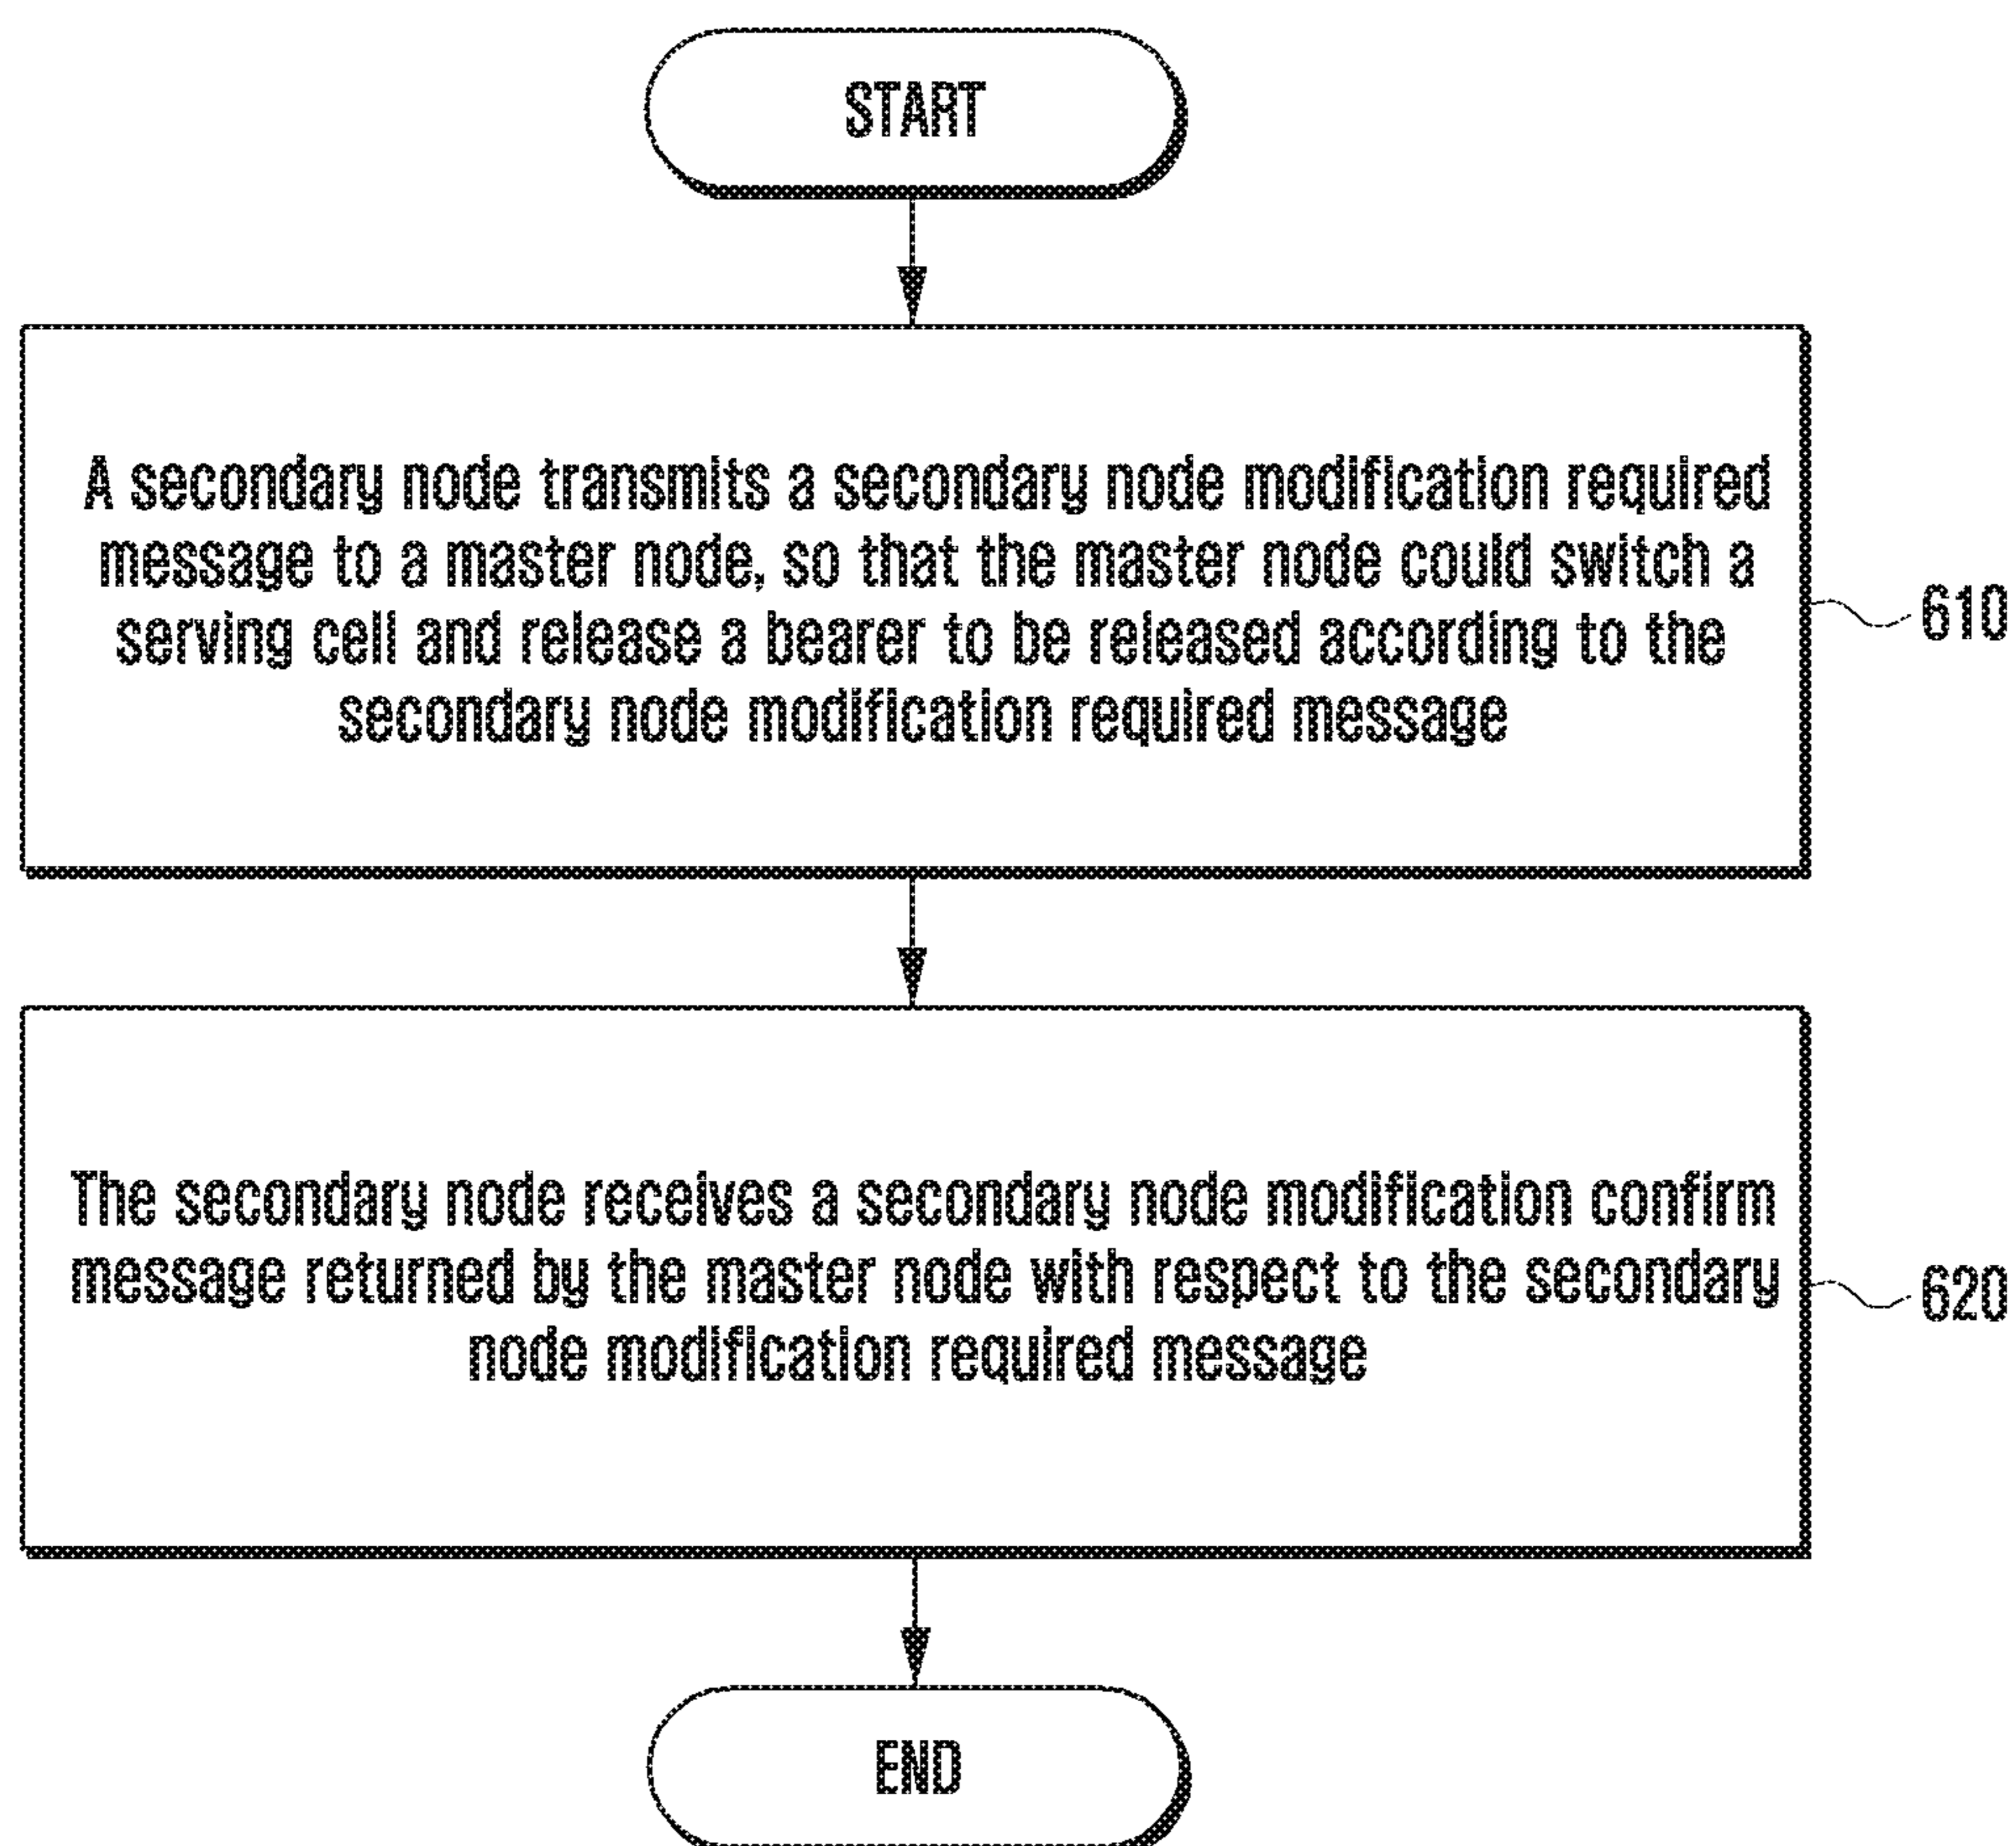 START
A secondary node transmits a secondary node modification required
message to a master node, so that the master node could switch a
serving cell and release a bearer to be released according to the
secondary node modification required message
610
The secondary node receives a secondary node modification confirm
message returned by the master node with respect to the secondary
node modification required message
620
END